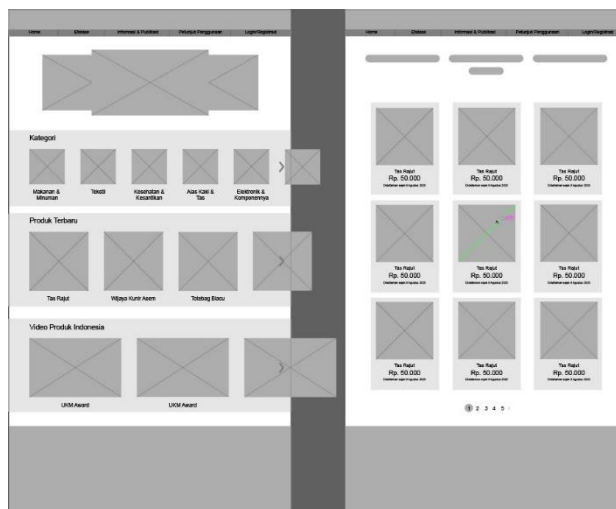 Home Etalase Informasi & Publikasi Petunjuk Penggunaan Login/Registrasi
Kategori
Makanan & Minuman
Tekstil
Kesehatan & Kesantikan
Alas Kaki & Tas
Elektronik & Komponennya
Produk Terbaru
Tas Rajut
Wijaya Kunir Asem
Totebag Blacu
Video Produk Indonesia
UKM Award
UKM Award
Home Etalase Informasi & Publikasi Petunjuk Penggunaan Login/Registrasi
Tas Rajut
Rp. 50.000
Tas Rajut
Rp. 50.000
Tas Rajut
Rp. 50.000
Tas Rajut
Rp. 50.000
Tas Rajut
Rp. 50.000
Tas Rajut
Rp. 50.000
Tas Rajut
Rp. 50.000
Tas Rajut
Rp. 50.000
Tas Rajut
Rp. 50.000
1 2 3 4 5